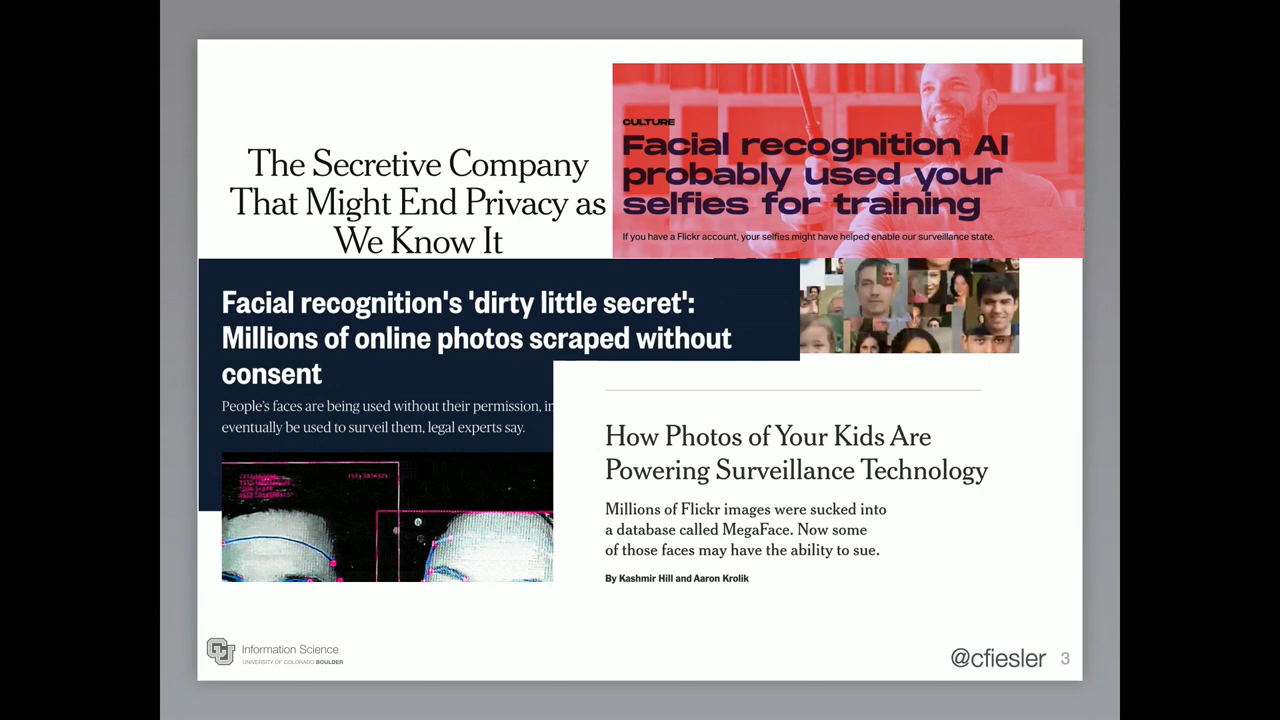 The Secretive Company
That Might End Privacy as
We Know It
CULTURE
Facial recognition AI
probably used your
selfies for training
If you have a Flickr account, your selfies might have helped enable our surveillance state.
Facial recognition's 'dirty little secret':
Millions of online photos scraped without
consent
People's faces are being used without their permission, in
eventually be used to surveil them, legal experts say.
How Photos of Your Kids Are
Powering Surveillance Technology
Millions of Flickr images were sucked into
a database called MegaFace. Now some
of those faces may have the ability to sue.
By Kashmir Hill and Aaron Krolik
CU Information Science
UNIVERSITY OF COLORADO BOULDER
@cfiesler 3